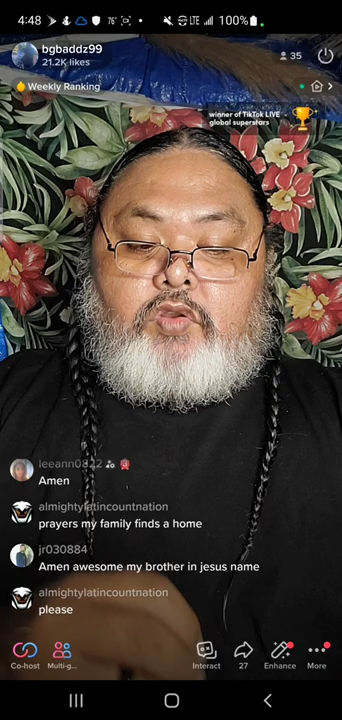 4:48
76°
LTE
100%
bgbaddz99
21.2K likes
35
Weekly Ranking
winner of TikTok LIVE
global superstars
leeann0822
Amen
almightylatincountnation
prayers my family finds a home
jr030884
Amen awesome my brother in jesus name
almightylatincountnation
please
Co-host
Multi-g...
Interact
27
Enhance
More